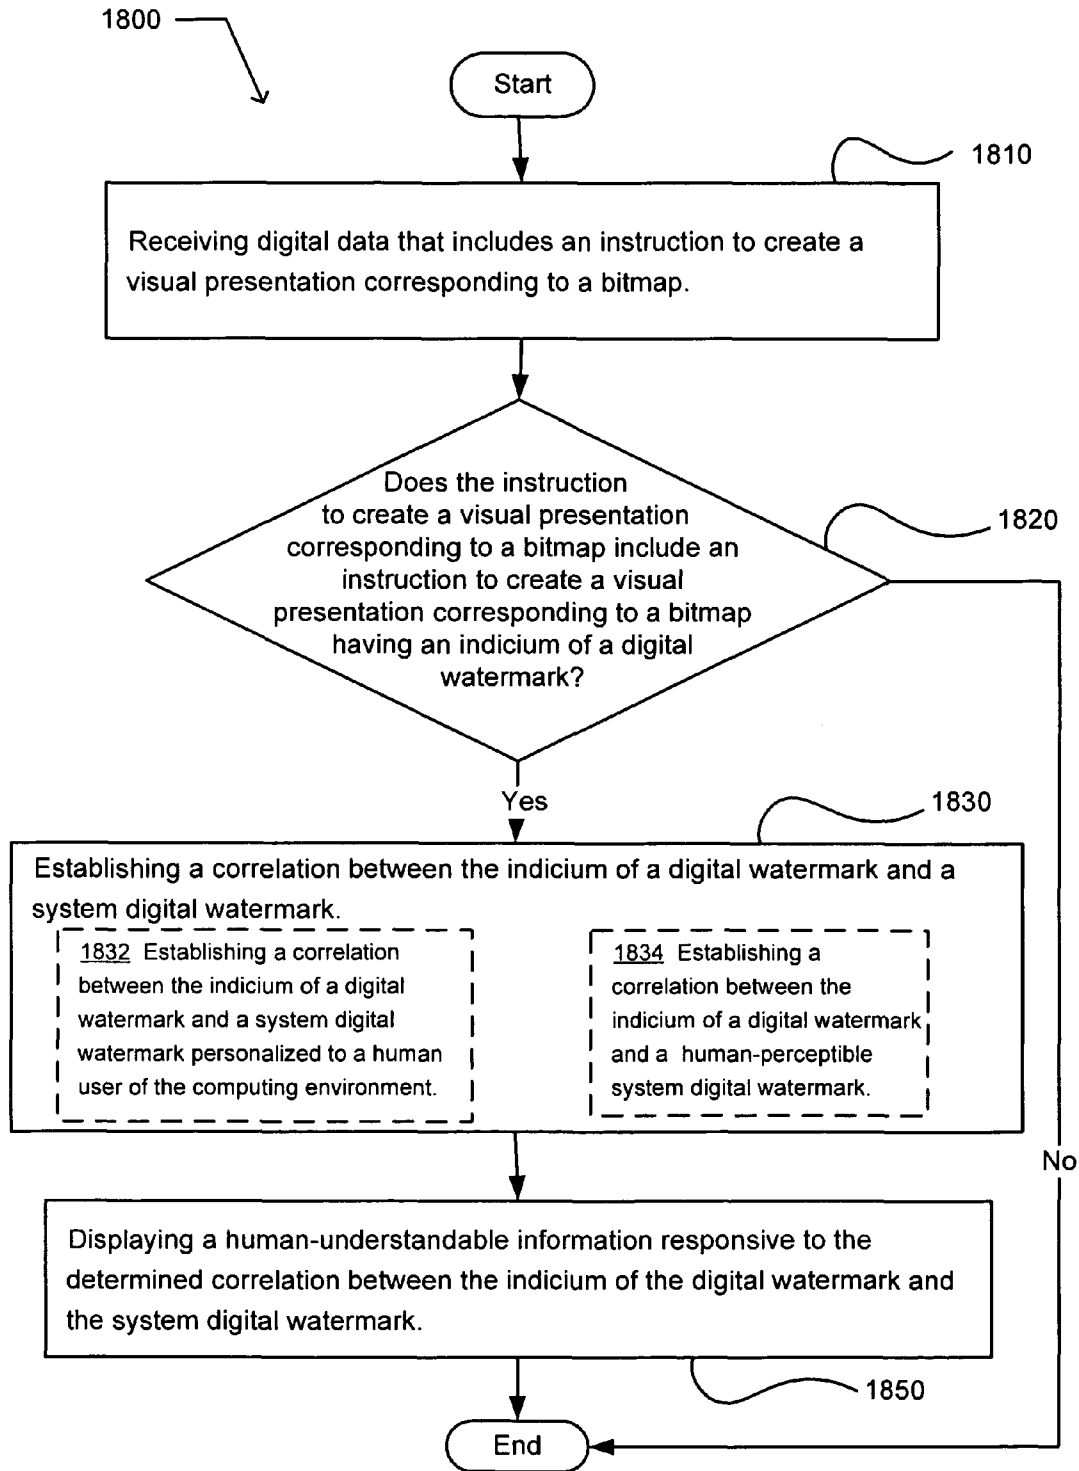 1800
Start
1810
Receiving digital data that includes an instruction to create a
visual presentation corresponding to a bitmap.
Does the instruction
to create a visual presentation
corresponding to a bitmap include an
instruction to create a visual
presentation corresponding to a bitmap
having an indicium of a digital
watermark?
1820
Yes
1830
Establishing a correlation between the indicium of a digital watermark and a
system digital watermark.
1832 Establishing a correlation
between the indicium of a digital
watermark and a system digital
watermark personalized to a human
user of the computing environment.
1834 Establishing a
correlation between the
indicium of a digital watermark
and a human-perceptible
system digital watermark.
No
Displaying a human-understandable information responsive to the
determined correlation between the indicium of the digital watermark and
the system digital watermark.
1850
End